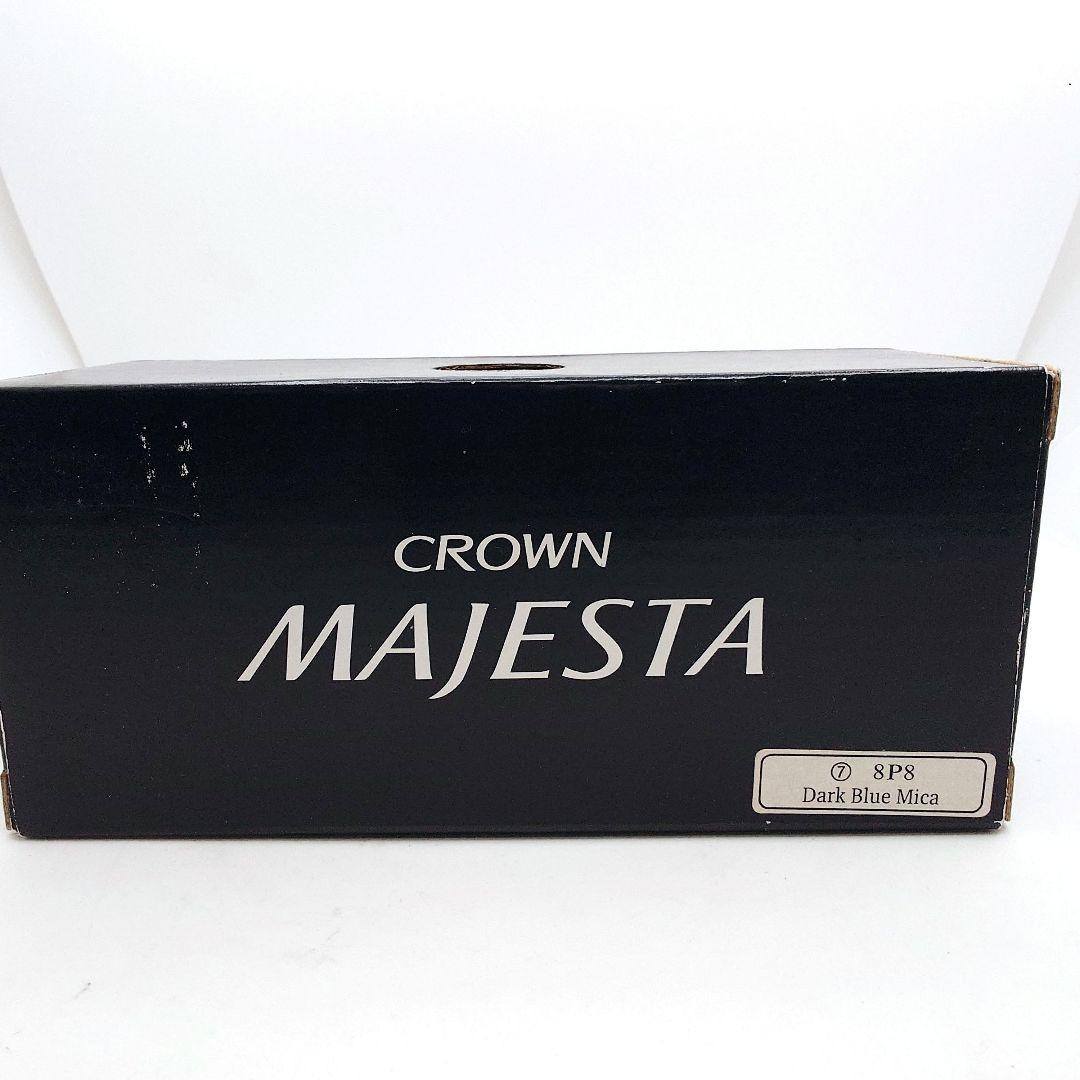 CROWN
MAJESTA
⑦ 8P8
Dark Blue Mica